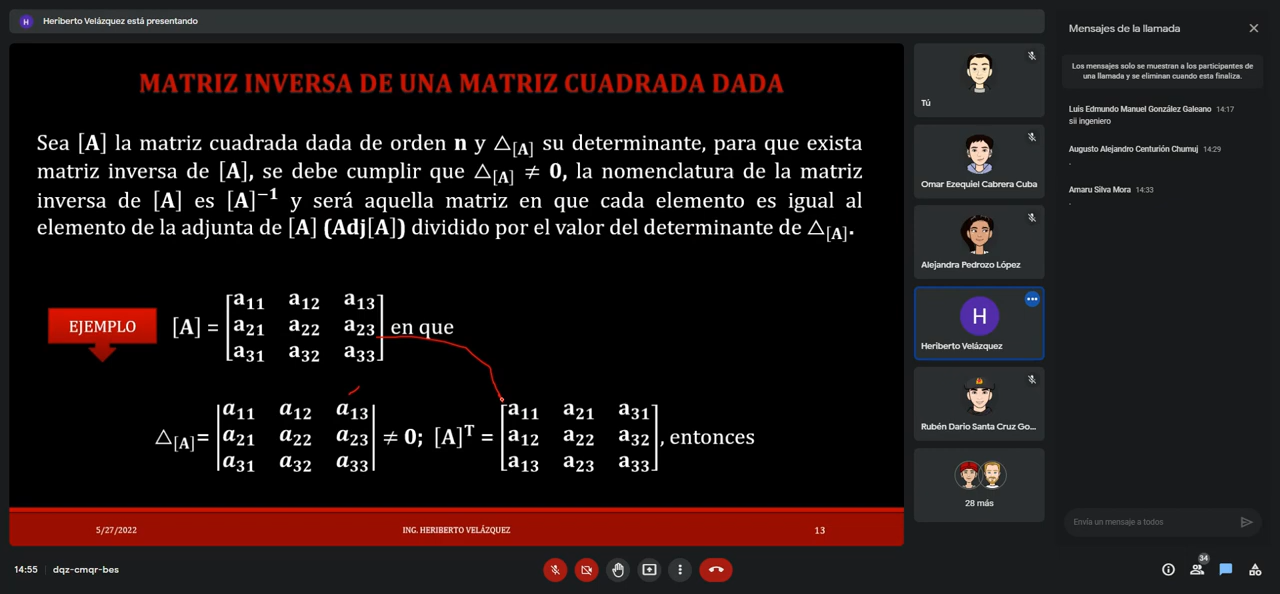 H Heriberto Velázquez está presentando
MATRIZ INVERSA DE UNA MATRIZ CUADRADA DADA
Sea [A] la matriz cuadrada dada de orden n y △[A] su determinante, para que exista
matriz inversa de [A], se debe cumplir que △[A] ≠ 0, la nomenclatura de la matriz
inversa de [A] es [A]⁻¹ y será aquella matriz en que cada elemento es igual al
elemento de la adjunta de [A] (Adj[A]) dividido por el valor del determinante de △[A].
a11 a12 a13
EJEMPLO [A] = a21 a22 a23 en que
a31 a32 a33
a11 a12 a13 a11 a21 a31
△[A]= a21 a22 a23 ≠ 0; [A]ᵀ = a12 a22 a32 , entonces
a31 a32 a33 a13 a23 a33
5/27/2022 ING. HERIBERTO VELÁZQUEZ 13
Tú
Omar Ezequiel Cabrera Cuba
Alejandra Pedrozo López
H
Heriberto Velázquez
Rubén Dario Santa Cruz Go...
28 más
Mensajes de la llamada
Los mensajes solo se muestran a los participantes de
una llamada y se eliminan cuando esta finaliza.
Luis Edmundo Manuel González Galeano 14:17
sii ingeniero
Augusto Alejandro Centurión Chumuj 14:29
.
Amaru Silva Mora 14:33
.
Envía un mensaje a todos
14:55 dqz-cmqr-bes
34